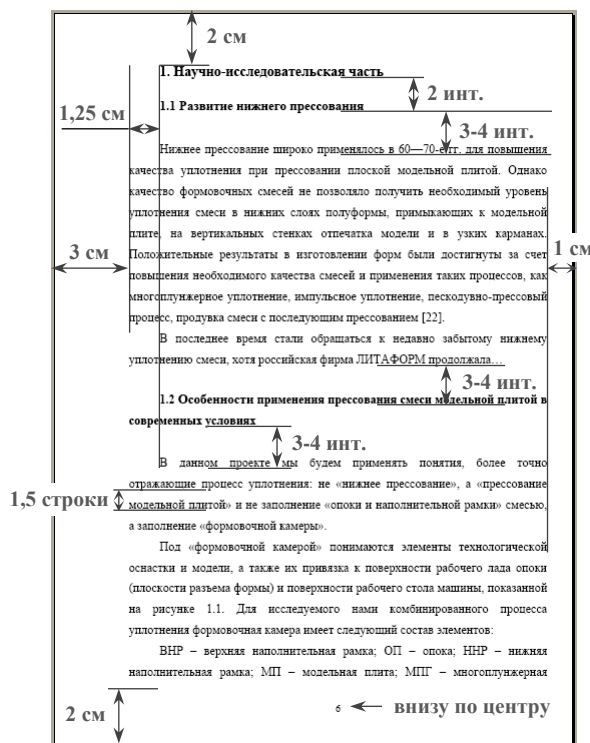 2 см
1. Научно-исследовательская часть
2 инт.
1.1 Развитие нижнего прессования
1,25 см
3-4 инт.
Нижнее прессование широко применялось в 60—70-е гг. для повышения
качества уплотнения при прессовании плоской модельной плитой. Однако
качество формовочных смесей не позволяло получить необходимый уровень
уплотнения смеси в нижних слоях полуформы, примыкающих к модельной
плите, на вертикальных стенках отпечатка модели и в узких карманах.
3 см
1 см
Положительные результаты в изготовлении форм были достигнуты за счет
повышения необходимого качества смесей и применения таких процессов, как
многоплунжерное уплотнение, импульсное уплотнение, пескодувно-прессовый
процесс, продувка смеси с последующим прессованием [22].
В последнее время стали обращаться к недавно забытому нижнему
уплотнению смеси, хотя российская фирма ЛИТАФОРМ продолжала…
3-4 инт.
1.2 Особенности применения прессования смеси модельной плитой в
современных условиях
3-4 инт.
В данном проекте мы будем применять понятия, более точно
отражающие процесс уплотнения: не «нижнее прессование», а «прессование
1,5 строки
модельной плитой» и не заполнение «опоки и наполнительной рамки» смесью,
а заполнение «формовочной камеры».
Под «формовочной камерой» понимаются элементы технологической
оснастки и модели, а также их привязка к поверхности рабочего лада опоки
(плоскости разъема формы) и поверхности рабочего стола машины, показанной
на рисунке 1.1. Для исследуемого нами комбинированного процесса
уплотнения формовочная камера имеет следующий состав элементов:
ВНР – верхняя наполнительная рамка; ОП – опока; ННР – нижняя
наполнительная рамка; МП – модельная плита; МПГ – многоплунжерная
2 см
6
внизу по центру